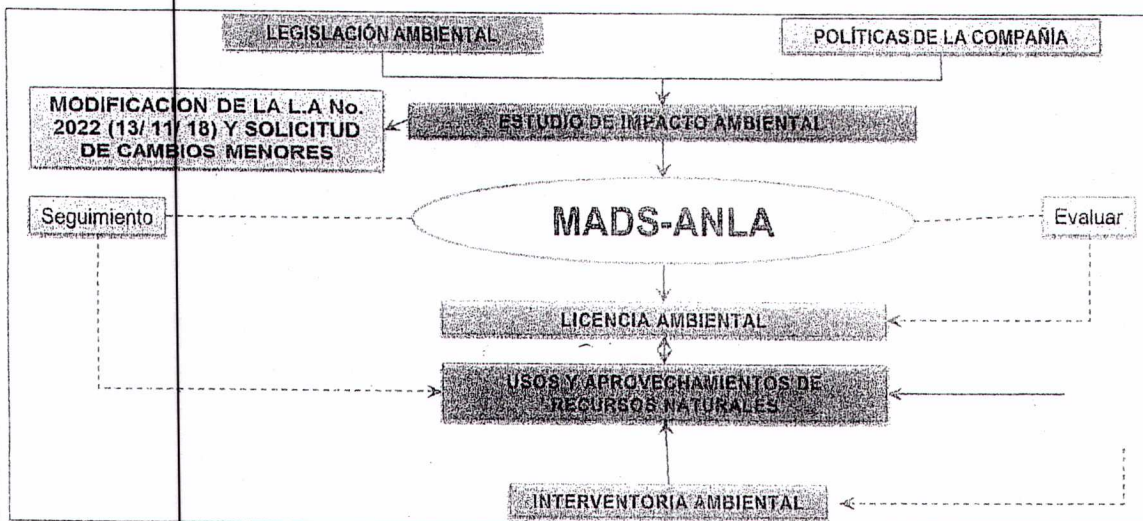 LEGISLACIÓN AMBIENTAL
POLÍTICAS DE LA COMPAÑÍA
MODIFICACION DE LA L.A No.
2022 (13/ 11/ 18) Y SOLICITUD
DE CAMBIOS MENORES
ESTUDIO DE IMPACTO AMBIENTAL
Seguimiento
MADS-ANLA
Evaluar
LICENCIA AMBIENTAL
USOS Y APROVECHAMIENTOS DE
RECURSOS NATURALES
INTERVENTORIA AMBIENTAL